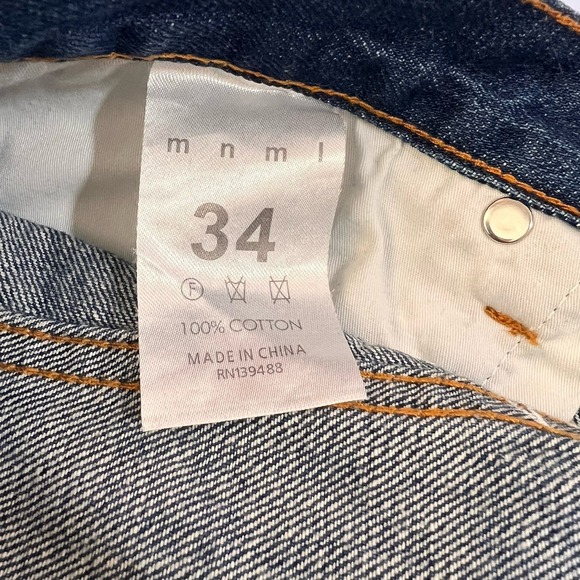 m n m l
34
F
100% COTTON
MADE IN CHINA
RN139488